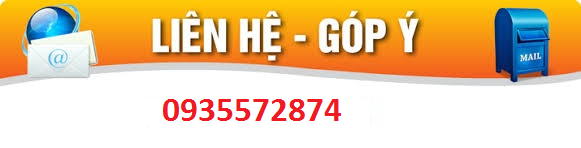 LIÊN HỆ - GÓP Ý
@
MAIL
0935572874